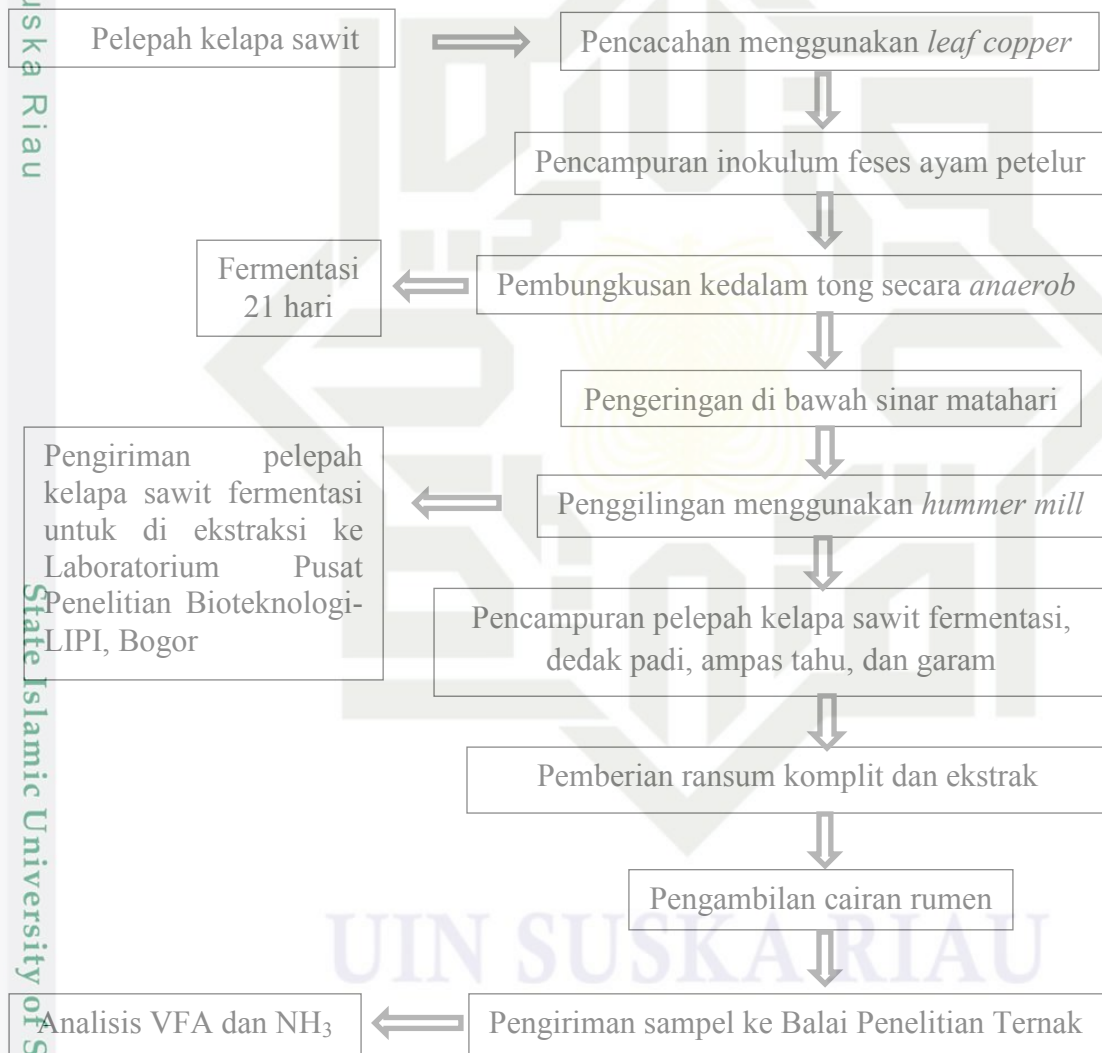 Pelepah kelapa sawit
Pencacahan menggunakan leaf copper
Pencampuran inokulum feses ayam petelur
Fermentasi
21 hari
Pembungkusan kedalam tong secara anaerob
Pengeringan di bawah sinar matahari
Pengiriman pelepah
kelapa sawit fermentasi
untuk di ekstraksi ke
Laboratorium Pusat
Penelitian Bioteknologi-
LIPI, Bogor
Penggilingan menggunakan hummer mill
Pencampuran pelepah kelapa sawit fermentasi,
dedak padi, ampas tahu, dan garam
Pemberian ransum komplit dan ekstrak
Pengambilan cairan rumen
UIN SUSKA RIAU
Analisis VFA dan NH₃
Pengiriman sampel ke Balai Penelitian Ternak
uska Riau
State Islamic University of S